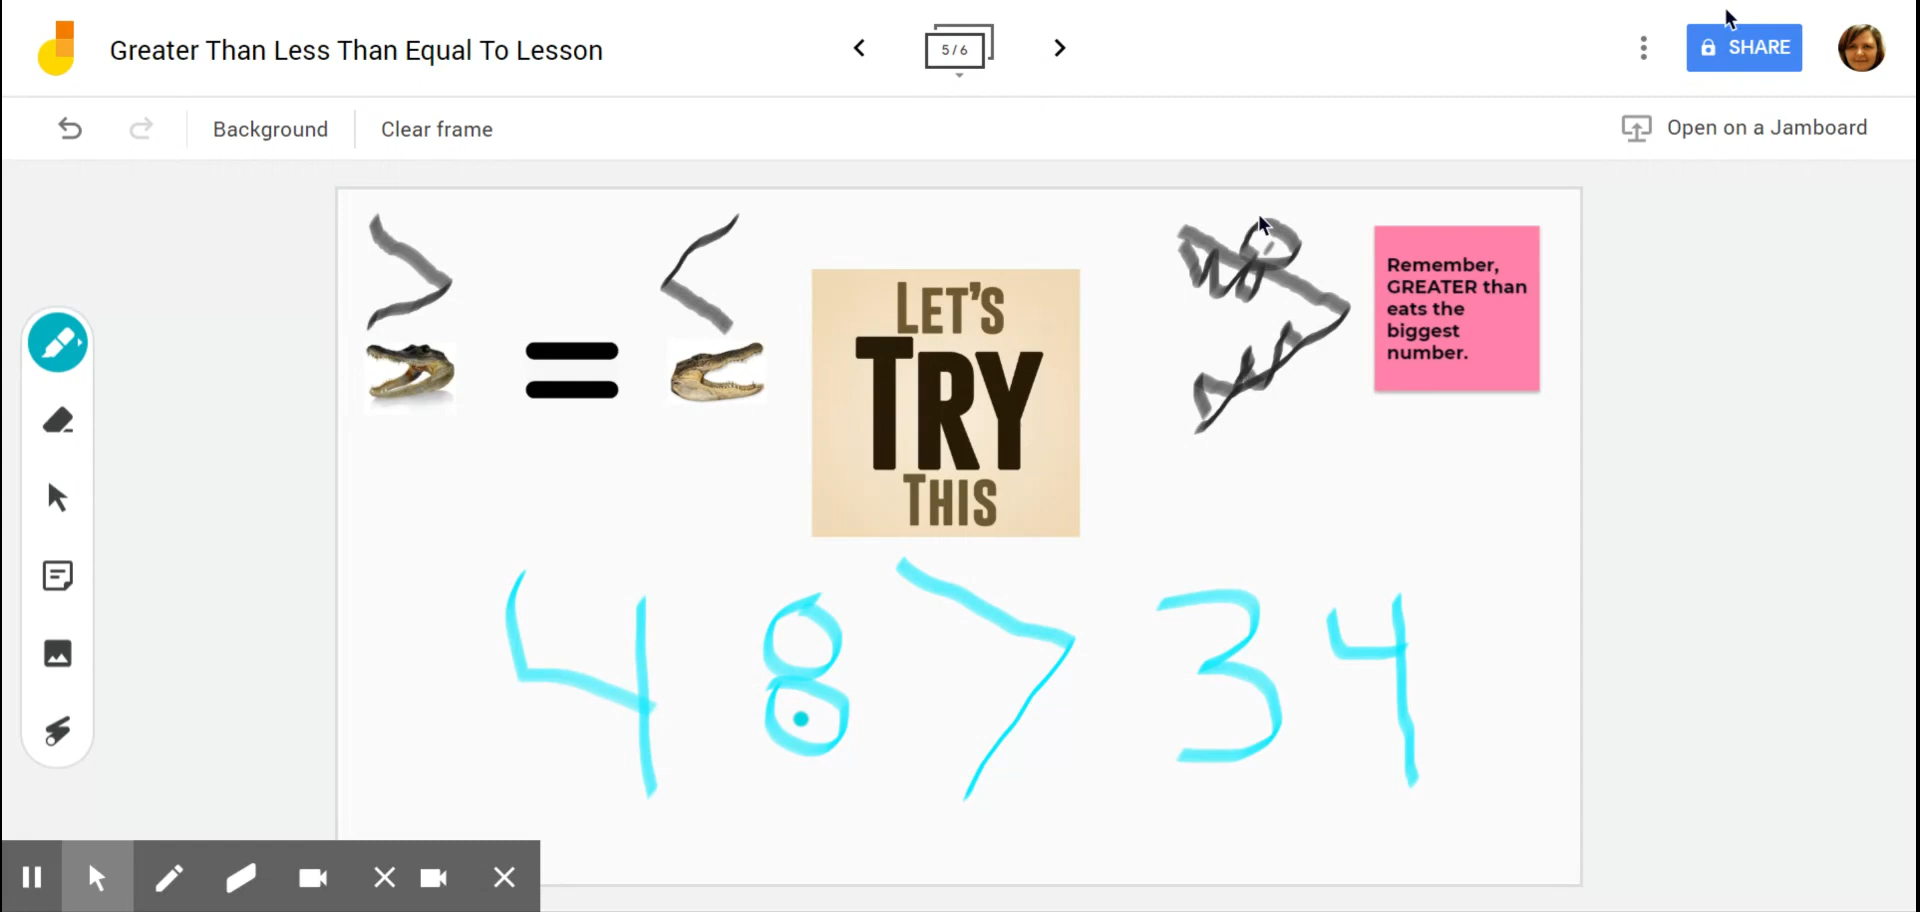 Greater Than Less Than Equal To Lesson
5/6
SHARE
Background
Clear frame
Open on a Jamboard
> <
=
LET'S
TRY
THIS
Remember,
GREATER than
eats the
biggest
number.
48 > 34